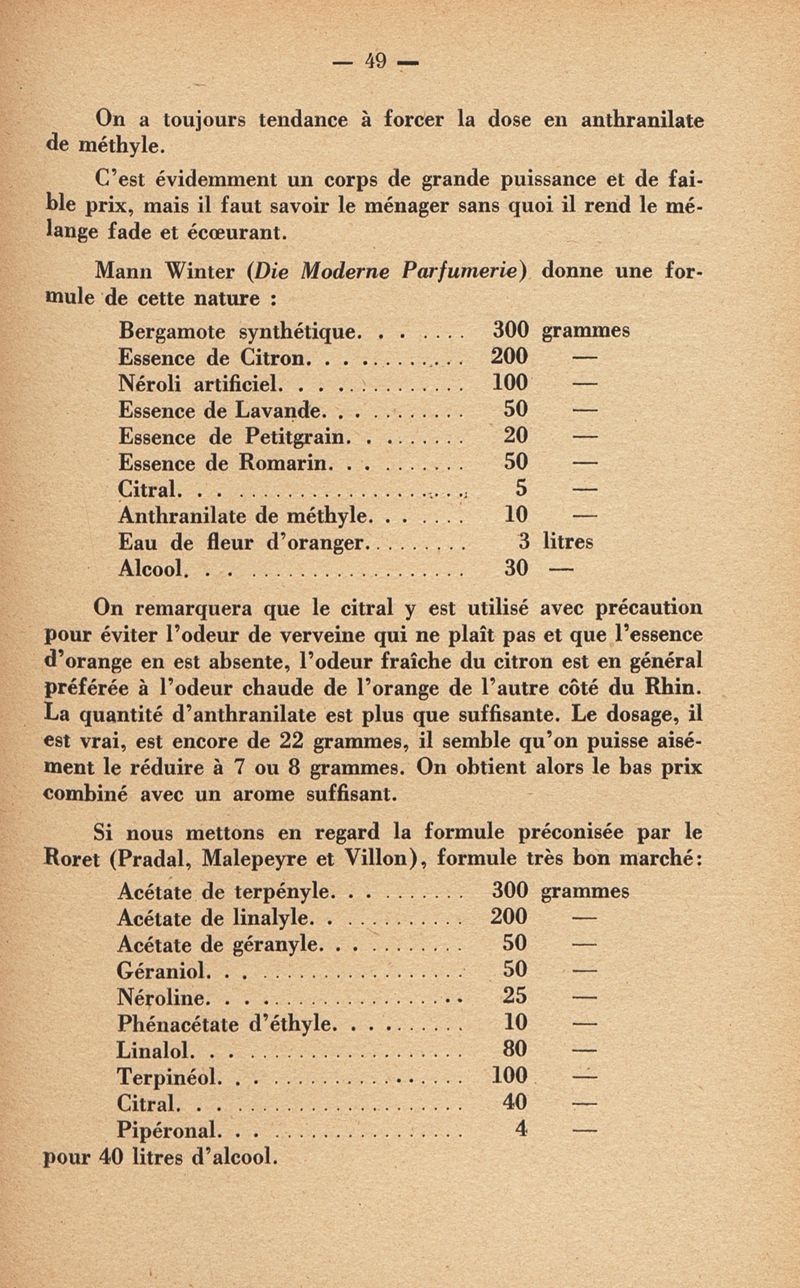 — 49 —
On a toujours tendance à forcer la dose en anthranilate
de méthyle.
C'est évidemment un corps de grande puissance et de fai-
ble prix, mais il faut savoir le ménager sans quoi il rend le mé-
lange fade et écœurant.
Mann Winter (Die Moderne Parfumerie) donne une for-
mule de cette nature :
Bergamote synthétique. . . . . . . 300 grammes
Essence de Citron. . . . . . . . . . . . 200 —
Néroli artificiel. . . . . . . . . . . . . . 100 —
Essence de Lavande. . . . . . . . . . . 50 —
Essence de Petitgrain. . . . . . . . . 20 —
Essence de Romarin. . . . . . . . . . 50 —
Citral. . . . . . . . . . . . . . . . . . . . . . 5 —
Anthranilate de méthyle. . . . . . . 10 —
Eau de fleur d'oranger. . . . . . . . . 3 litres
Alcool. . . . . . . . . . . . . . . . . . . . . 30 —
On remarquera que le citral y est utilisé avec précaution
pour éviter l'odeur de verveine qui ne plaît pas et que l'essence
d'orange en est absente, l'odeur fraîche du citron est en général
préférée à l'odeur chaude de l'orange de l'autre côté du Rhin.
La quantité d'anthranilate est plus que suffisante. Le dosage, il
est vrai, est encore de 22 grammes, il semble qu'on puisse aisé-
ment le réduire à 7 ou 8 grammes. On obtient alors le bas prix
combiné avec un arome suffisant.
Si nous mettons en regard la formule préconisée par le
Roret (Pradal, Malepeyre et Villon), formule très bon marché:
Acétate de terpényle. . . . . . . . . . 300 grammes
Acétate de linalyle. . . . . . . . . . . . 200 —
Acétate de géranyle. . . . . . . . . . . 50 —
Géraniol. . . . . . . . . . . . . . . . . . . . 50 —
Néroline. . . . . . . . . . . . . . . . . . . . 25 —
Phénacétate d'éthyle. . . . . . . . . . 10 —
Linalol. . . . . . . . . . . . . . . . . . . . . 80 —
Terpinéol. . . . . . . . . . . . . . . . . . . 100 —
Citral. . . . . . . . . . . . . . . . . . . . . . 40 —
Pipéronal. . . . . . . . . . . . . . . . . . . 4 —
pour 40 litres d'alcool.